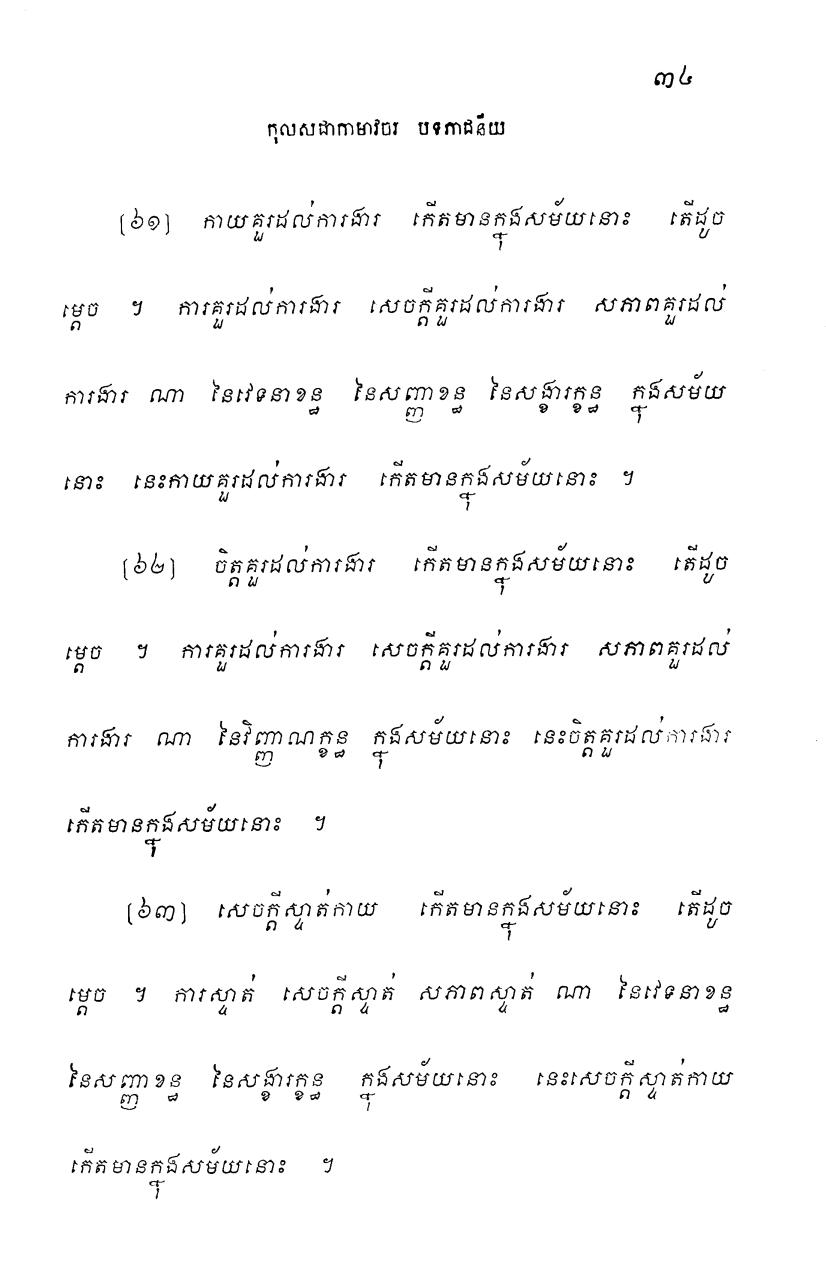 ៣៤
កុលសដាកាមាវចរ បទភាជនីយ
(៦១) កាយគួរដល់ការងារ កើតមានក្នុងសម័យនោះ តើដូច
ម្តេច ។ ការគួរដល់ការងារ សេចក្តីគួរដល់ការងារ សភាពគួរដល់
ការងារ ណា នៃវេទនាខន្ធ នៃសញ្ញាខន្ធ នៃសង្ខារក្ខន្ធ ក្នុងសម័យ
នោះ នេះកាយគួរដល់ការងារ កើតមានក្នុងសម័យនោះ ។
(៦២) ចិត្តគួរដល់ការងារ កើតមានក្នុងសម័យនោះ តើដូច
ម្តេច ។ ការគួរដល់ការងារ សេចក្តីគួរដល់ការងារ សភាពគួរដល់
ការងារ ណា នៃវិញ្ញាណក្ខន្ធ ក្នុងសម័យនោះ នេះចិត្តគួរដល់ការងារ
កើតមានក្នុងសម័យនោះ ។
(៦៣) សេចក្តីស្ទាត់កាយ កើតមានក្នុងសម័យនោះ តើដូច
ម្តេច ។ ការស្ទាត់ សេចក្តីស្ទាត់ សភាពស្ទាត់ ណា នៃវេទនាខន្ធ
នៃសញ្ញាខន្ធ នៃសង្ខារក្ខន្ធ ក្នុងសម័យនោះ នេះសេចក្តីស្ទាត់កាយ
កើតមានក្នុងសម័យនោះ ។